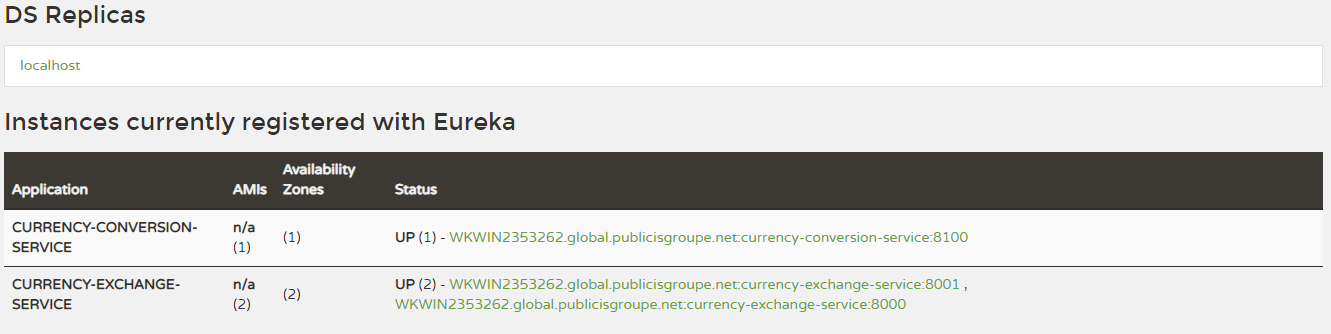 DS Replicas
localhost
Instances currently registered with Eureka
Application AMIs Availability Zones Status
CURRENCY-CONVERSION-SERVICE n/a (1) (1) UP (1) - WKWIN2353262.global.publicisgroupe.net:currency-conversion-service:8100
CURRENCY-EXCHANGE-SERVICE n/a (2) (2) UP (2) - WKWIN2353262.global.publicisgroupe.net:currency-exchange-service:8001 ,
WKWIN2353262.global.publicisgroupe.net:currency-exchange-service:8000